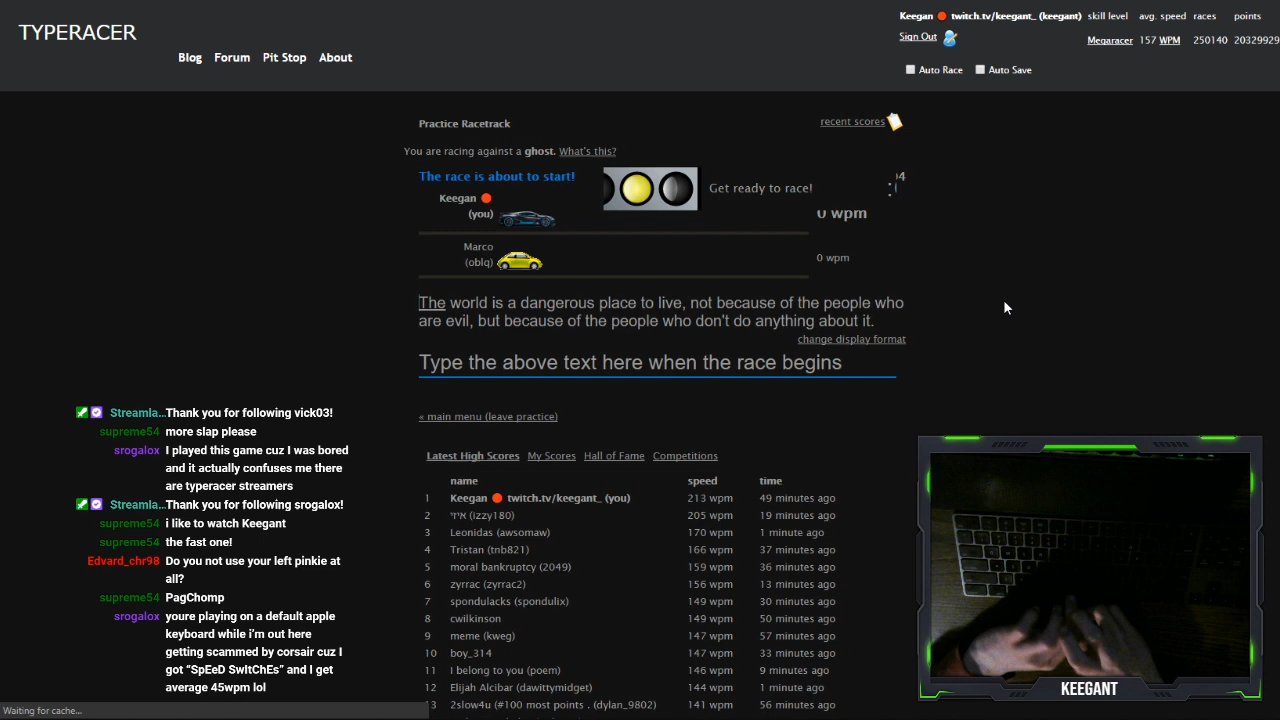 TYPERACER
Blog Forum Pit Stop About
Keegan twitch.tv/keegant_ (keegant) skill level avg. speed races points
Sign Out Megaracer 157 WPM 250140 20329929
Auto Race Auto Save
Practice Racetrack recent scores
You are racing against a ghost. What's this?
The race is about to start! Get ready to race!
Keegan
(you) 0 wpm
Marco
(oblq) 0 wpm
The world is a dangerous place to live, not because of the people who
are evil, but because of the people who don't do anything about it.
change display format
Type the above text here when the race begins
« main menu (leave practice)
Latest High Scores My Scores Hall of Fame Competitions
name speed time
1 Keegan twitch.tv/keegant_ (you) 213 wpm 49 minutes ago
2 איזי (izzy180) 205 wpm 19 minutes ago
3 Leonidas (awsomaw) 170 wpm 1 minute ago
4 Tristan (tnb821) 166 wpm 37 minutes ago
5 moral bankruptcy (2049) 159 wpm 36 minutes ago
6 zyrrac (zyrrac2) 156 wpm 13 minutes ago
7 spondulacks (spondulix) 149 wpm 30 minutes ago
8 cwilkinson 149 wpm 50 minutes ago
9 meme (kweg) 147 wpm 57 minutes ago
10 boy_314 147 wpm 33 minutes ago
11 I belong to you (poem) 146 wpm 9 minutes ago
12 Elijah Alcibar (dawittymidget) 144 wpm 1 minute ago
13 2slow4u (#100 most points . (dylan_9802) 141 wpm 56 minutes ago
Streamla... Thank you for following vick03!
supreme54 more slap please
srogalox I played this game cuz I was bored
and it actually confuses me there
are typeracer streamers
Streamla... Thank you for following srogalox!
supreme54 i like to watch Keegant
supreme54 the fast one!
Edvard_chr98 Do you not use your left pinkie at
all?
supreme54 PagChomp
srogalox youre playing on a default apple
keyboard while i'm out here
getting scammed by corsair cuz I
got “SpEeD SwItChEs” and I get
average 45wpm lol
Waiting for cache...
KEEGANT